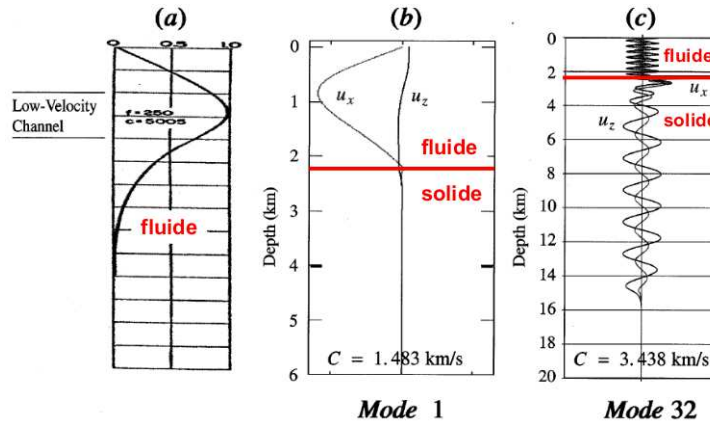 (a)
0 0.5 1.0
Low-Velocity
Channel
f=250
c=5005
fluide
(b)
0
1
2
3
4
5
6
Depth (km)
u_x
u_z
fluide
solide
C = 1.483 km/s
Mode 1
(c)
0
2
4
6
8
10
12
14
16
18
20
Depth (km)
fluide
u_x
u_z
solide
C = 3.438 km/s
Mode 32